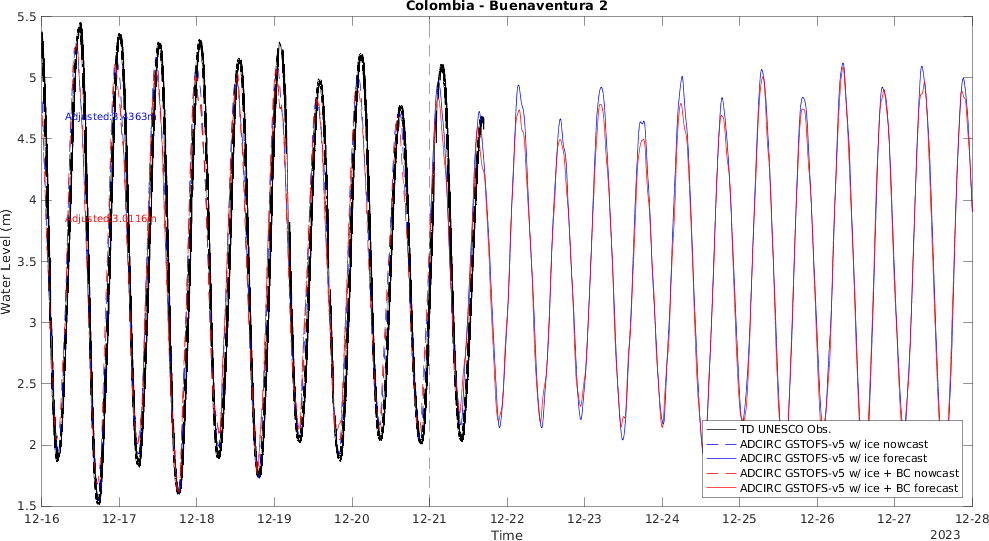 Colombia - Buenaventura 2
5.5
5
4.5
4
3.5
3
2.5
2
1.5
Water Level (m)
Adjusted:3.4363m
Adjusted:3.0116m
TD UNESCO Obs.
ADCIRC GSTOFS-v5 w/ ice nowcast
ADCIRC GSTOFS-v5 w/ ice forecast
ADCIRC GSTOFS-v5 w/ ice + BC nowcast
ADCIRC GSTOFS-v5 w/ ice + BC forecast
12-16 12-17 12-18 12-19 12-20 12-21 12-22 12-23 12-24 12-25 12-26 12-27 12-28
Time
2023